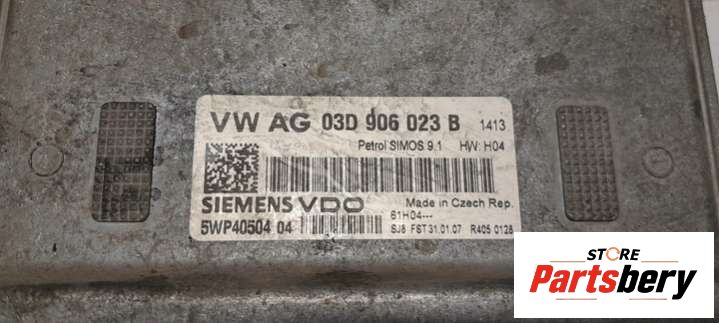 VW AG 03D 906 023 B 1413
Petrol SIMOS 9.1 HW: H04
SIEMENS VDO Made in Czech Rep.
61H04---
5WP40504 04 SJ8 FST 31.01.07 R405 0128
STORE
Partsbery